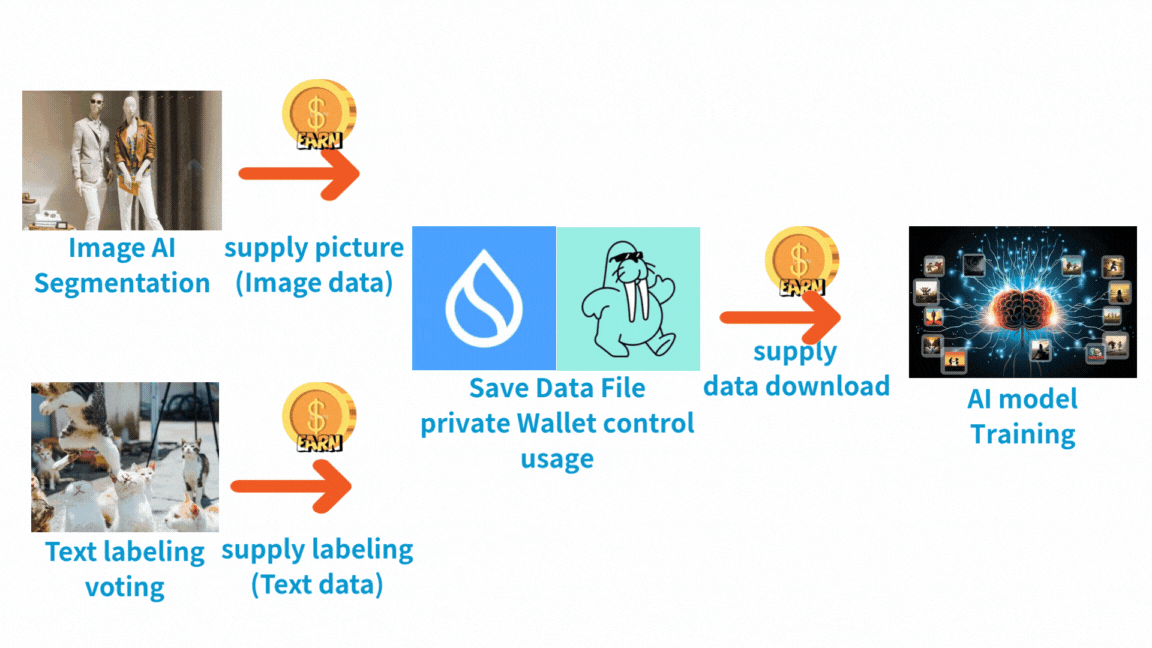 EARN
Image AI
Segmentation
supply picture
(Image data)
EARN
Text labeling
voting
supply labeling
(Text data)
Save Data File
private Wallet control
usage
EARN
supply
data download
AI model
Training